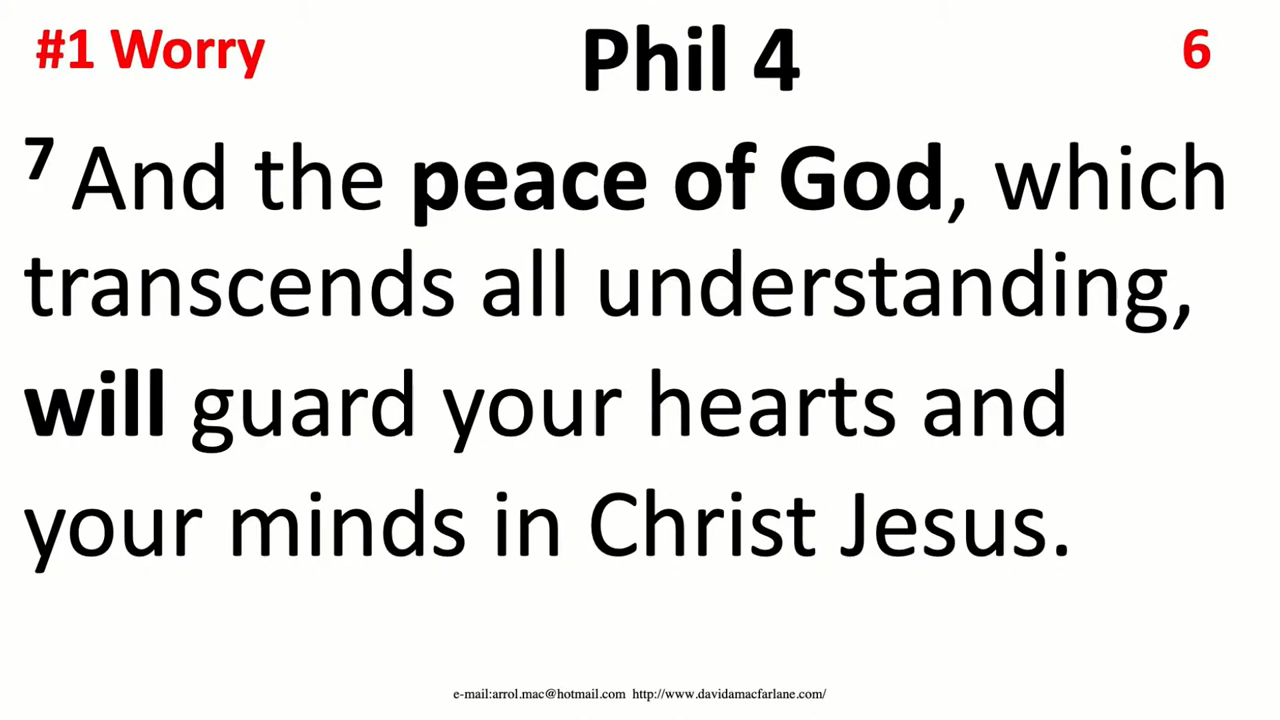 #1 Worry Phil 4 6
7 And the peace of God, which
transcends all understanding,
will guard your hearts and
your minds in Christ Jesus.
e-mail:arrol.mac@hotmail.com http://www.davidamacfarlane.com/